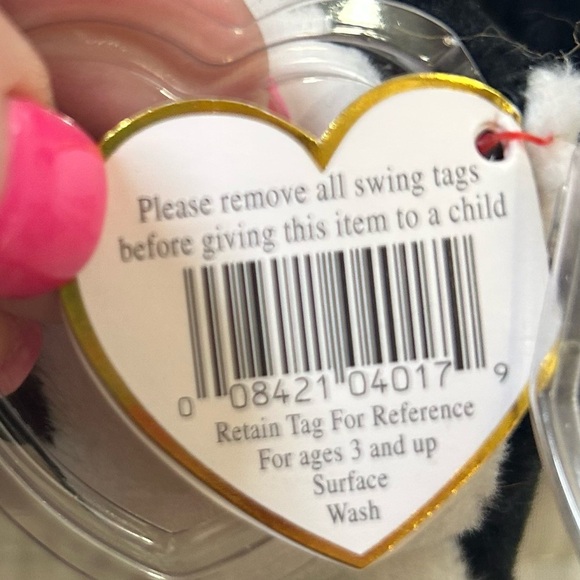 Please remove all swing tags
before giving this item to a child
0 08421 04017 9
Retain Tag For Reference
For ages 3 and up
Surface
Wash